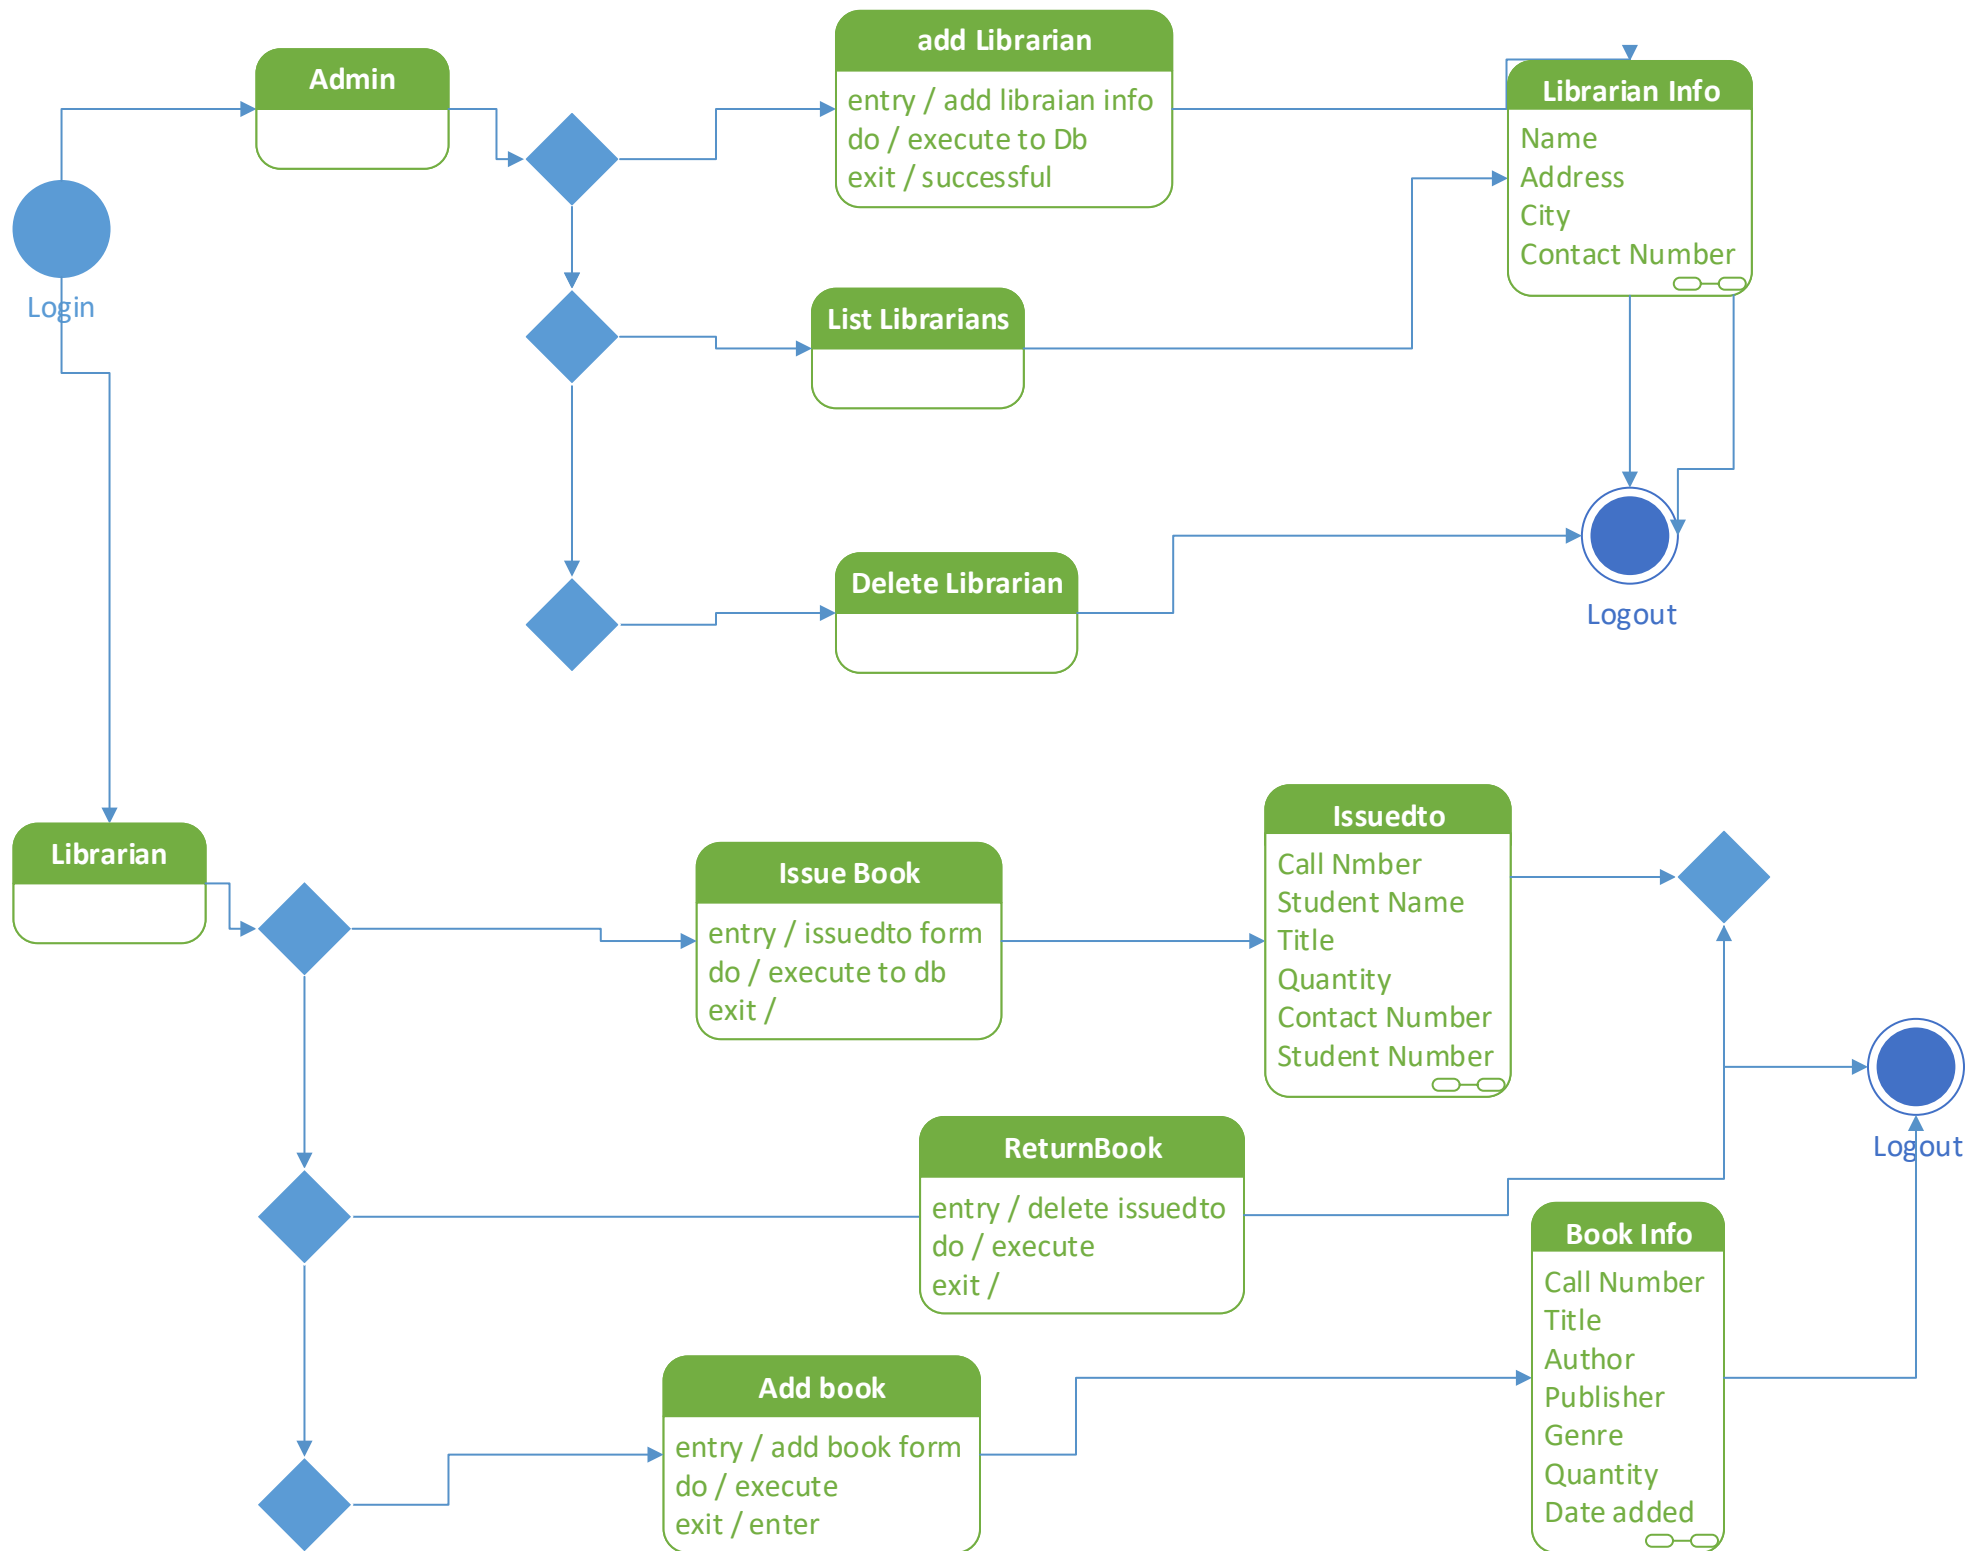 Admin
add Librarian
entry / add libraian info
do / execute to Db
exit / successful
Librarian Info
Name
Address
City
Contact Number
Login
List Librarians
Delete Librarian
Logout
Librarian
Issue Book
entry / issuedto form
do / execute to db
exit /
Issuedto
Call Nmber
Student Name
Title
Quantity
Contact Number
Student Number
ReturnBook
entry / delete issuedto
do / execute
exit /
Logout
Book Info
Call Number
Title
Author
Publisher
Genre
Quantity
Date added
Add book
entry / add book form
do / execute
exit / enter